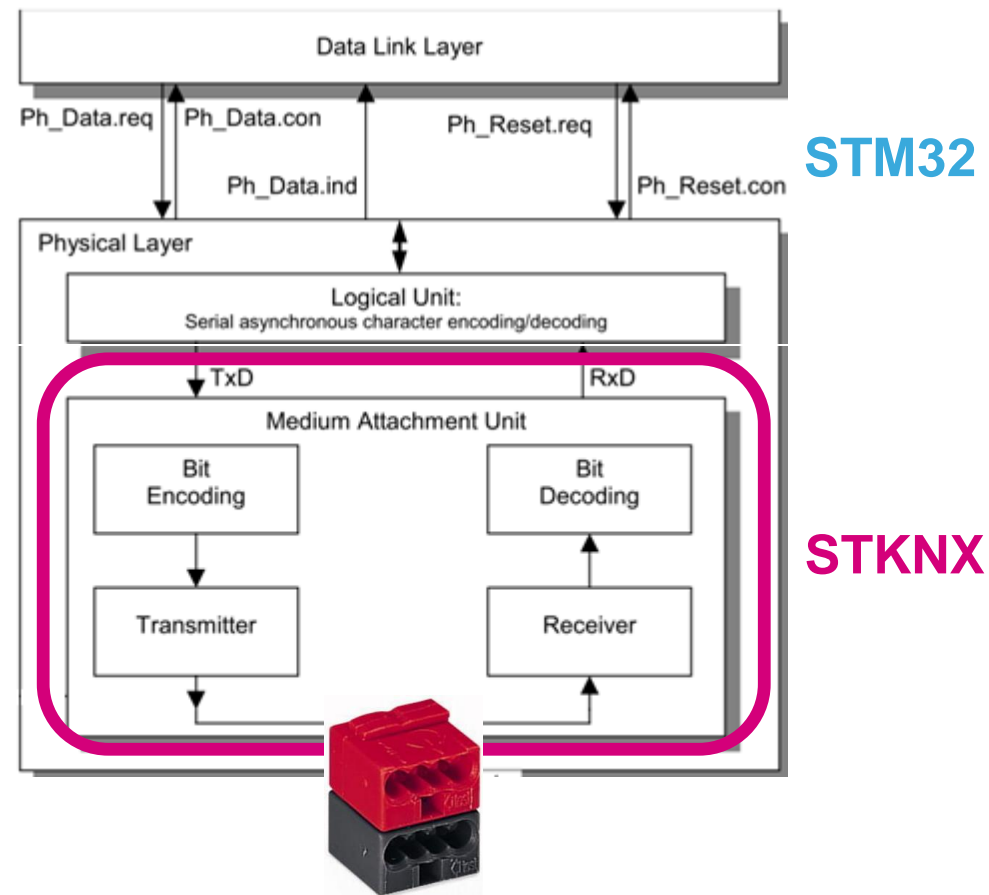 Data Link Layer
Ph_Data.req
Ph_Data.con
Ph_Reset.req
STM32
Ph_Data.ind
Ph_Reset.con
Physical Layer
Logical Unit:
Serial asynchronous character encoding/decoding
TxD
RxD
Medium Attachment Unit
Bit
Encoding
Bit
Decoding
STKNX
Transmitter
Receiver